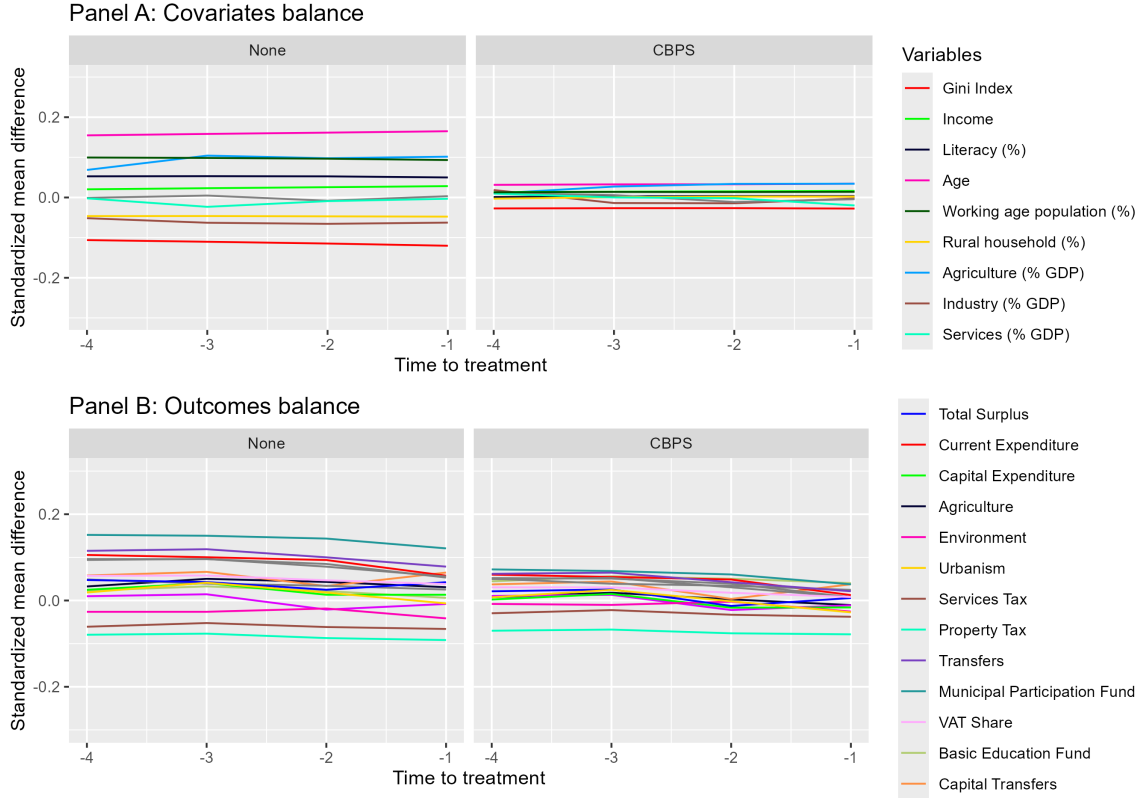 Panel A: Covariates balance
None
CBPS
Standardized mean difference
0.2
0.0
-0.2
-4
-3
-2
-1
-4
-3
-2
-1
Time to treatment
Variables
Gini Index
Income
Literacy (%)
Age
Working age population (%)
Rural household (%)
Agriculture (% GDP)
Industry (% GDP)
Services (% GDP)
Panel B: Outcomes balance
None
CBPS
Standardized mean difference
0.2
0.0
-0.2
-4
-3
-2
-1
-4
-3
-2
-1
Time to treatment
Total Surplus
Current Expenditure
Capital Expenditure
Agriculture
Environment
Urbanism
Services Tax
Property Tax
Transfers
Municipal Participation Fund
VAT Share
Basic Education Fund
Capital Transfers